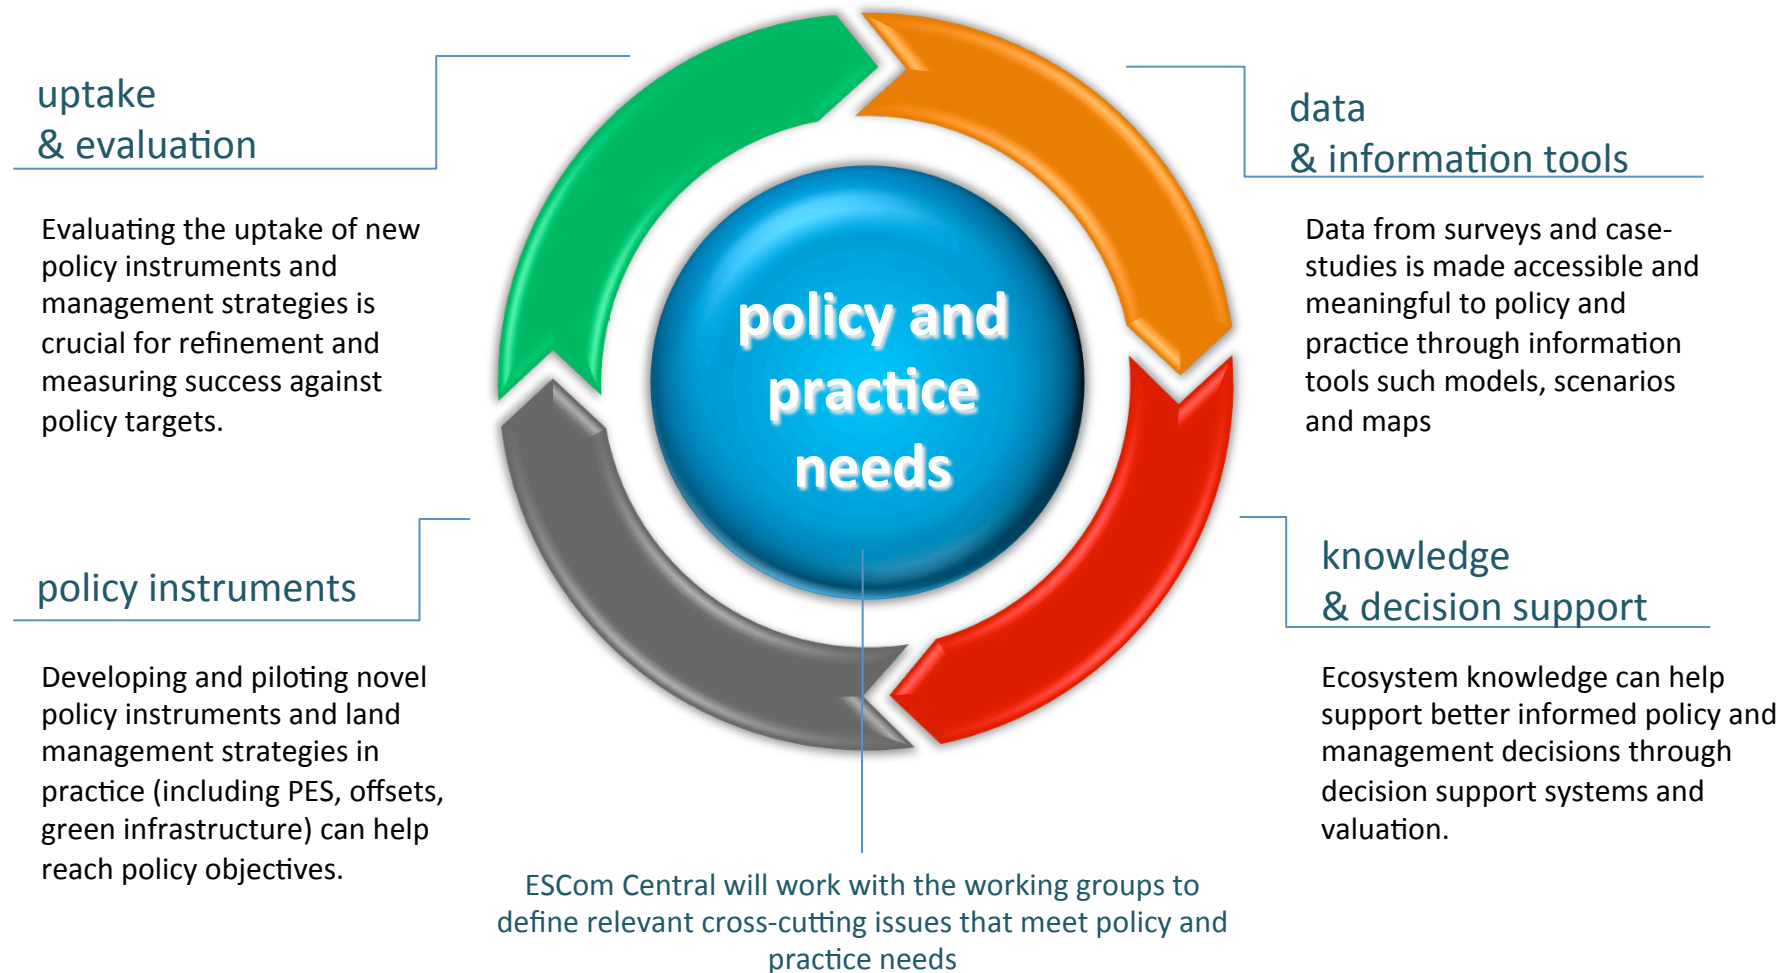 uptake
& evaluation
Evaluating the uptake of new
policy instruments and
management strategies is
crucial for refinement and
measuring success against
policy targets.
data
& information tools
Data from surveys and case-
studies is made accessible and
meaningful to policy and
practice through information
tools such models, scenarios
and maps
policy and
practice
needs
policy instruments
Developing and piloting novel
policy instruments and land
management strategies in
practice (including PES, offsets,
green infrastructure) can help
reach policy objectives.
knowledge
& decision support
Ecosystem knowledge can help
support better informed policy and
management decisions through
decision support systems and
valuation.
ESCom Central will work with the working groups to
define relevant cross-cutting issues that meet policy and
practice needs